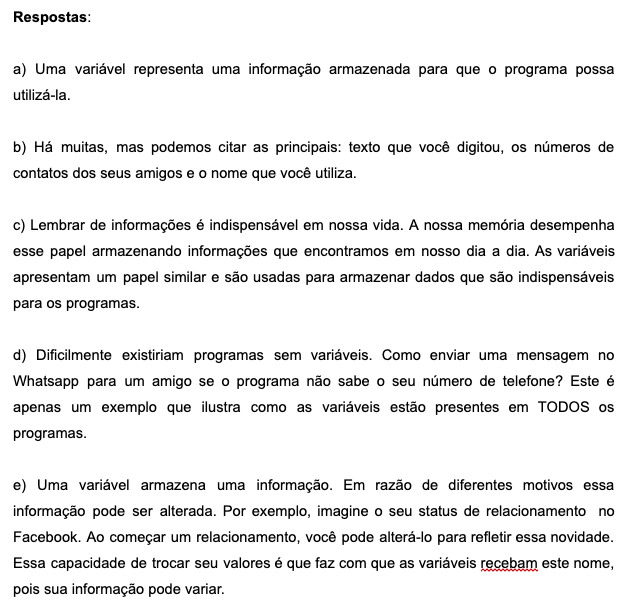 Respostas:
a) Uma variável representa uma informação armazenada para que o programa possa
utilizá-la.
b) Há muitas, mas podemos citar as principais: texto que você digitou, os números de
contatos dos seus amigos e o nome que você utiliza.
c) Lembrar de informações é indispensável em nossa vida. A nossa memória desempenha
esse papel armazenando informações que encontramos em nosso dia a dia. As variáveis
apresentam um papel similar e são usadas para armazenar dados que são indispensáveis
para os programas.
d) Dificilmente existiriam programas sem variáveis. Como enviar uma mensagem no
Whatsapp para um amigo se o programa não sabe o seu número de telefone? Este é
apenas um exemplo que ilustra como as variáveis estão presentes em TODOS os
programas.
e) Uma variável armazena uma informação. Em razão de diferentes motivos essa
informação pode ser alterada. Por exemplo, imagine o seu status de relacionamento no
Facebook. Ao começar um relacionamento, você pode alterá-lo para refletir essa novidade.
Essa capacidade de trocar seu valores é que faz com que as variáveis recebam este nome,
pois sua informação pode variar.